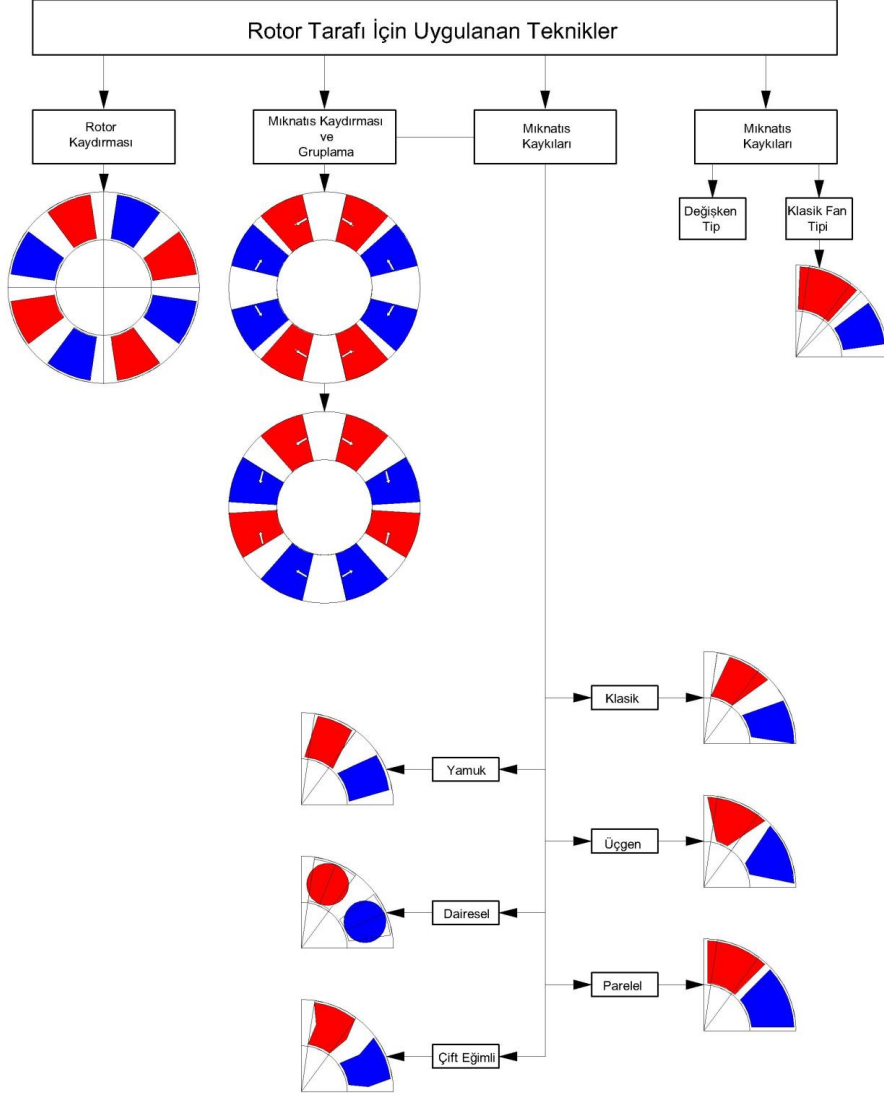 Rotor Tarafı İçin Uygulanan Teknikler
Rotor
Kaydırması
Mıknatıs Kaydırması
ve
Gruplama
Mıknatıs
Kaykıları
Mıknatıs
Kaykıları
Değişken
Tip
Klasik Fan
Tipi
Klasik
Yamuk
Üçgen
Dairesel
Parelel
Çift Eğimli